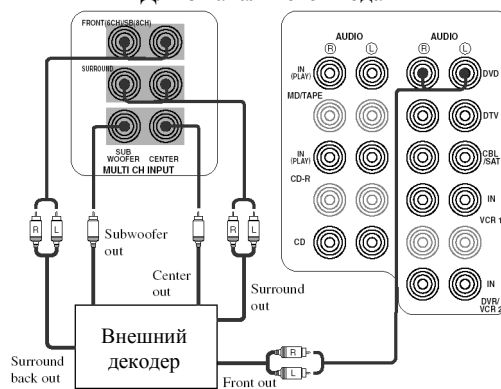 FRONT(6CH)/SB(8CH)
SURROUND
SUB WOOFER
CENTER
MULTI CH INPUT
AUDIO
R L
IN (PLAY)
MD/TAPE
IN (PLAY)
CD-R
CD
AUDIO
R L
DVD
DTV
CBL /SAT
IN
VCR 1
IN
DVR/ VCR 2
R L
Subwoofer out
Center out
R L
Surround out
Внешний
декодер
Surround back out
R
L
Front out